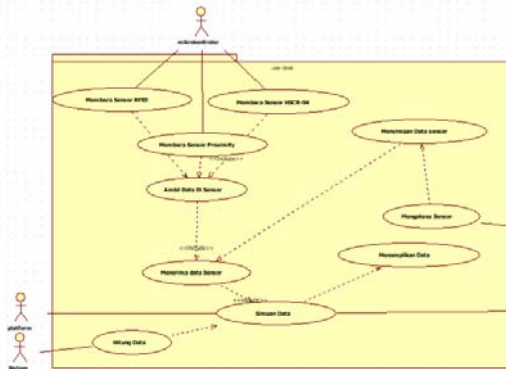 mikrokontroler
Membaca Sensor RFID
Membaca Sensor HDCR-04
Membaca Sensor Proximity
Menyimpan Data sensor
Ambil Data Di Sensor
Mengakses Sensor
Menampilkan Data
Menerima data Sensor
platform
Simpan Data
Hitung Data